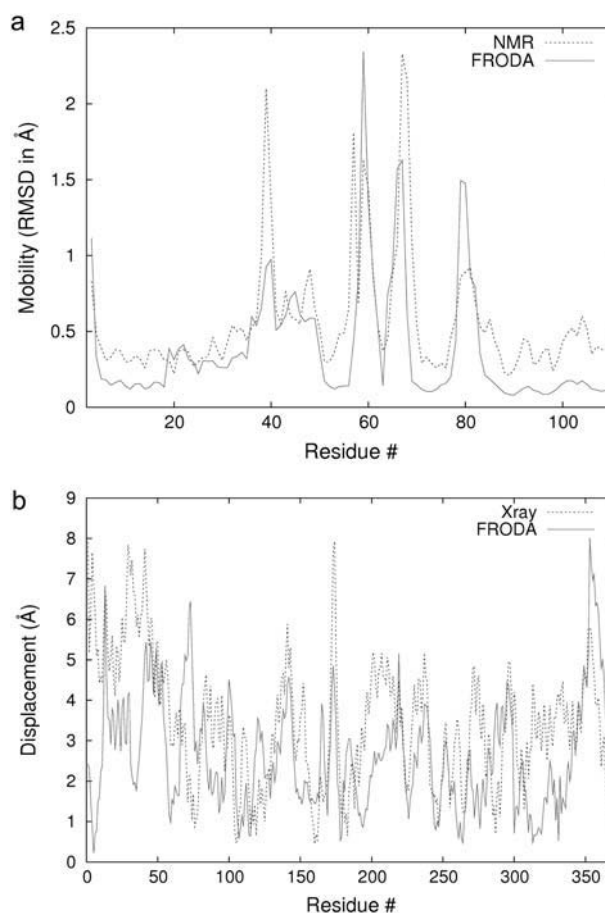 a
2.5
NMR
FRODA
2
1.5
1
0.5
0
Mobility (RMSD in Å)
20 40 60 80 100
Residue #
b
9
Xray
8
FRODA
7
6
5
4
3
2
1
0
Displacement (Å)
0 50 100 150 200 250 300 350
Residue #